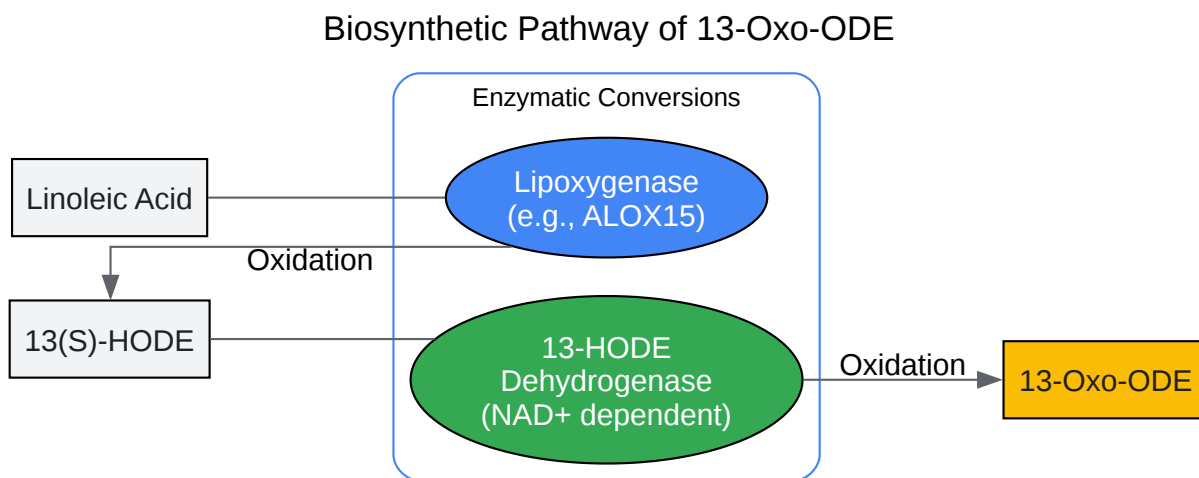 Biosynthetic Pathway of 13-Oxo-ODE
Enzymatic Conversions
Linoleic Acid
Lipoxygenase
(e.g., ALOX15)
Oxidation
13(S)-HODE
13-HODE
Dehydrogenase
(NAD+ dependent)
Oxidation
13-Oxo-ODE